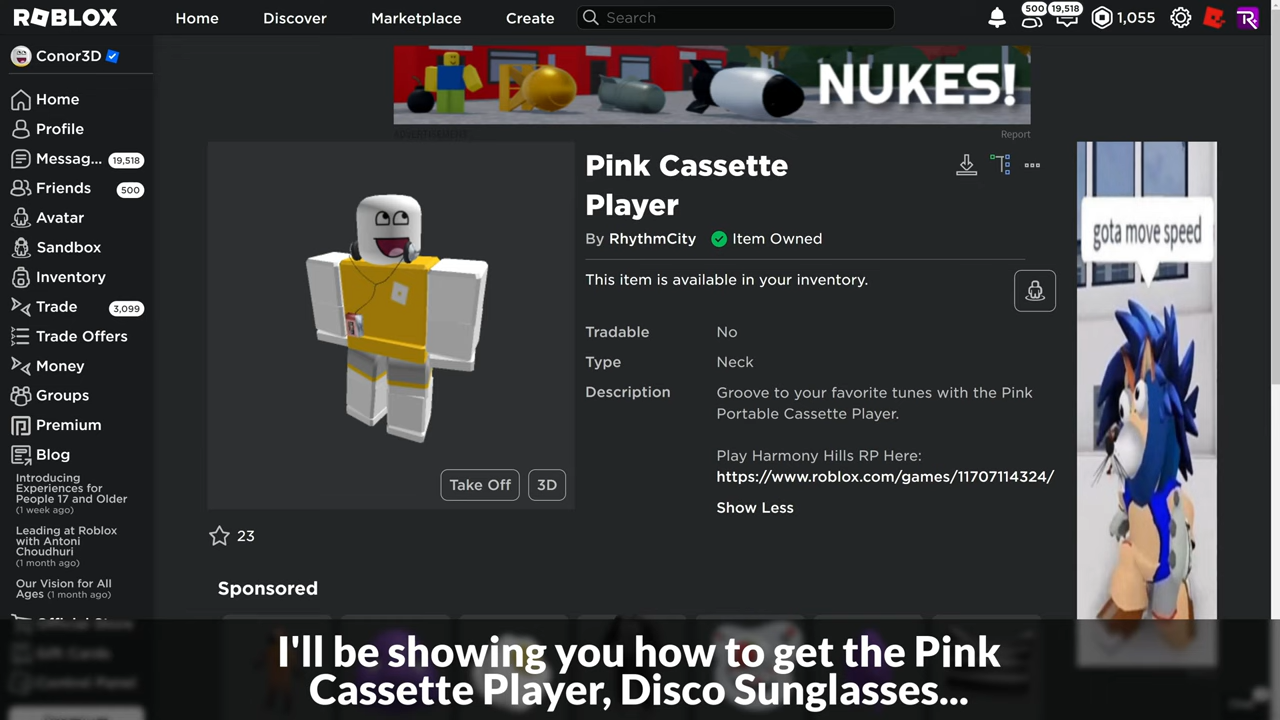 ROBLOX
Home
Discover
Marketplace
Create
Search
500
19,518
1,055
Conor3D
Home
Profile
Messag... 19,518
Friends 500
Avatar
Sandbox
Inventory
Trade 3,099
Trade Offers
Money
Groups
Premium
Blog
Introducing
Experiences for
People 17 and Older
(1 week ago)
Leading at Roblox
with Antoni
Choudhuri
(1 month ago)
Our Vision for All
Ages (1 month ago)
Gift Cards
Control Panel
NUKES!
ADVERTISEMENT
Report
Take Off
3D
23
Pink Cassette
Player
By RhythmCity Item Owned
This item is available in your inventory.
Tradable No
Type Neck
Description Groove to your favorite tunes with the Pink
Portable Cassette Player.
Play Harmony Hills RP Here:
https://www.roblox.com/games/11707114324/
Show Less
gota move speed
Sponsored
I'll be showing you how to get the Pink
Cassette Player, Disco Sunglasses...